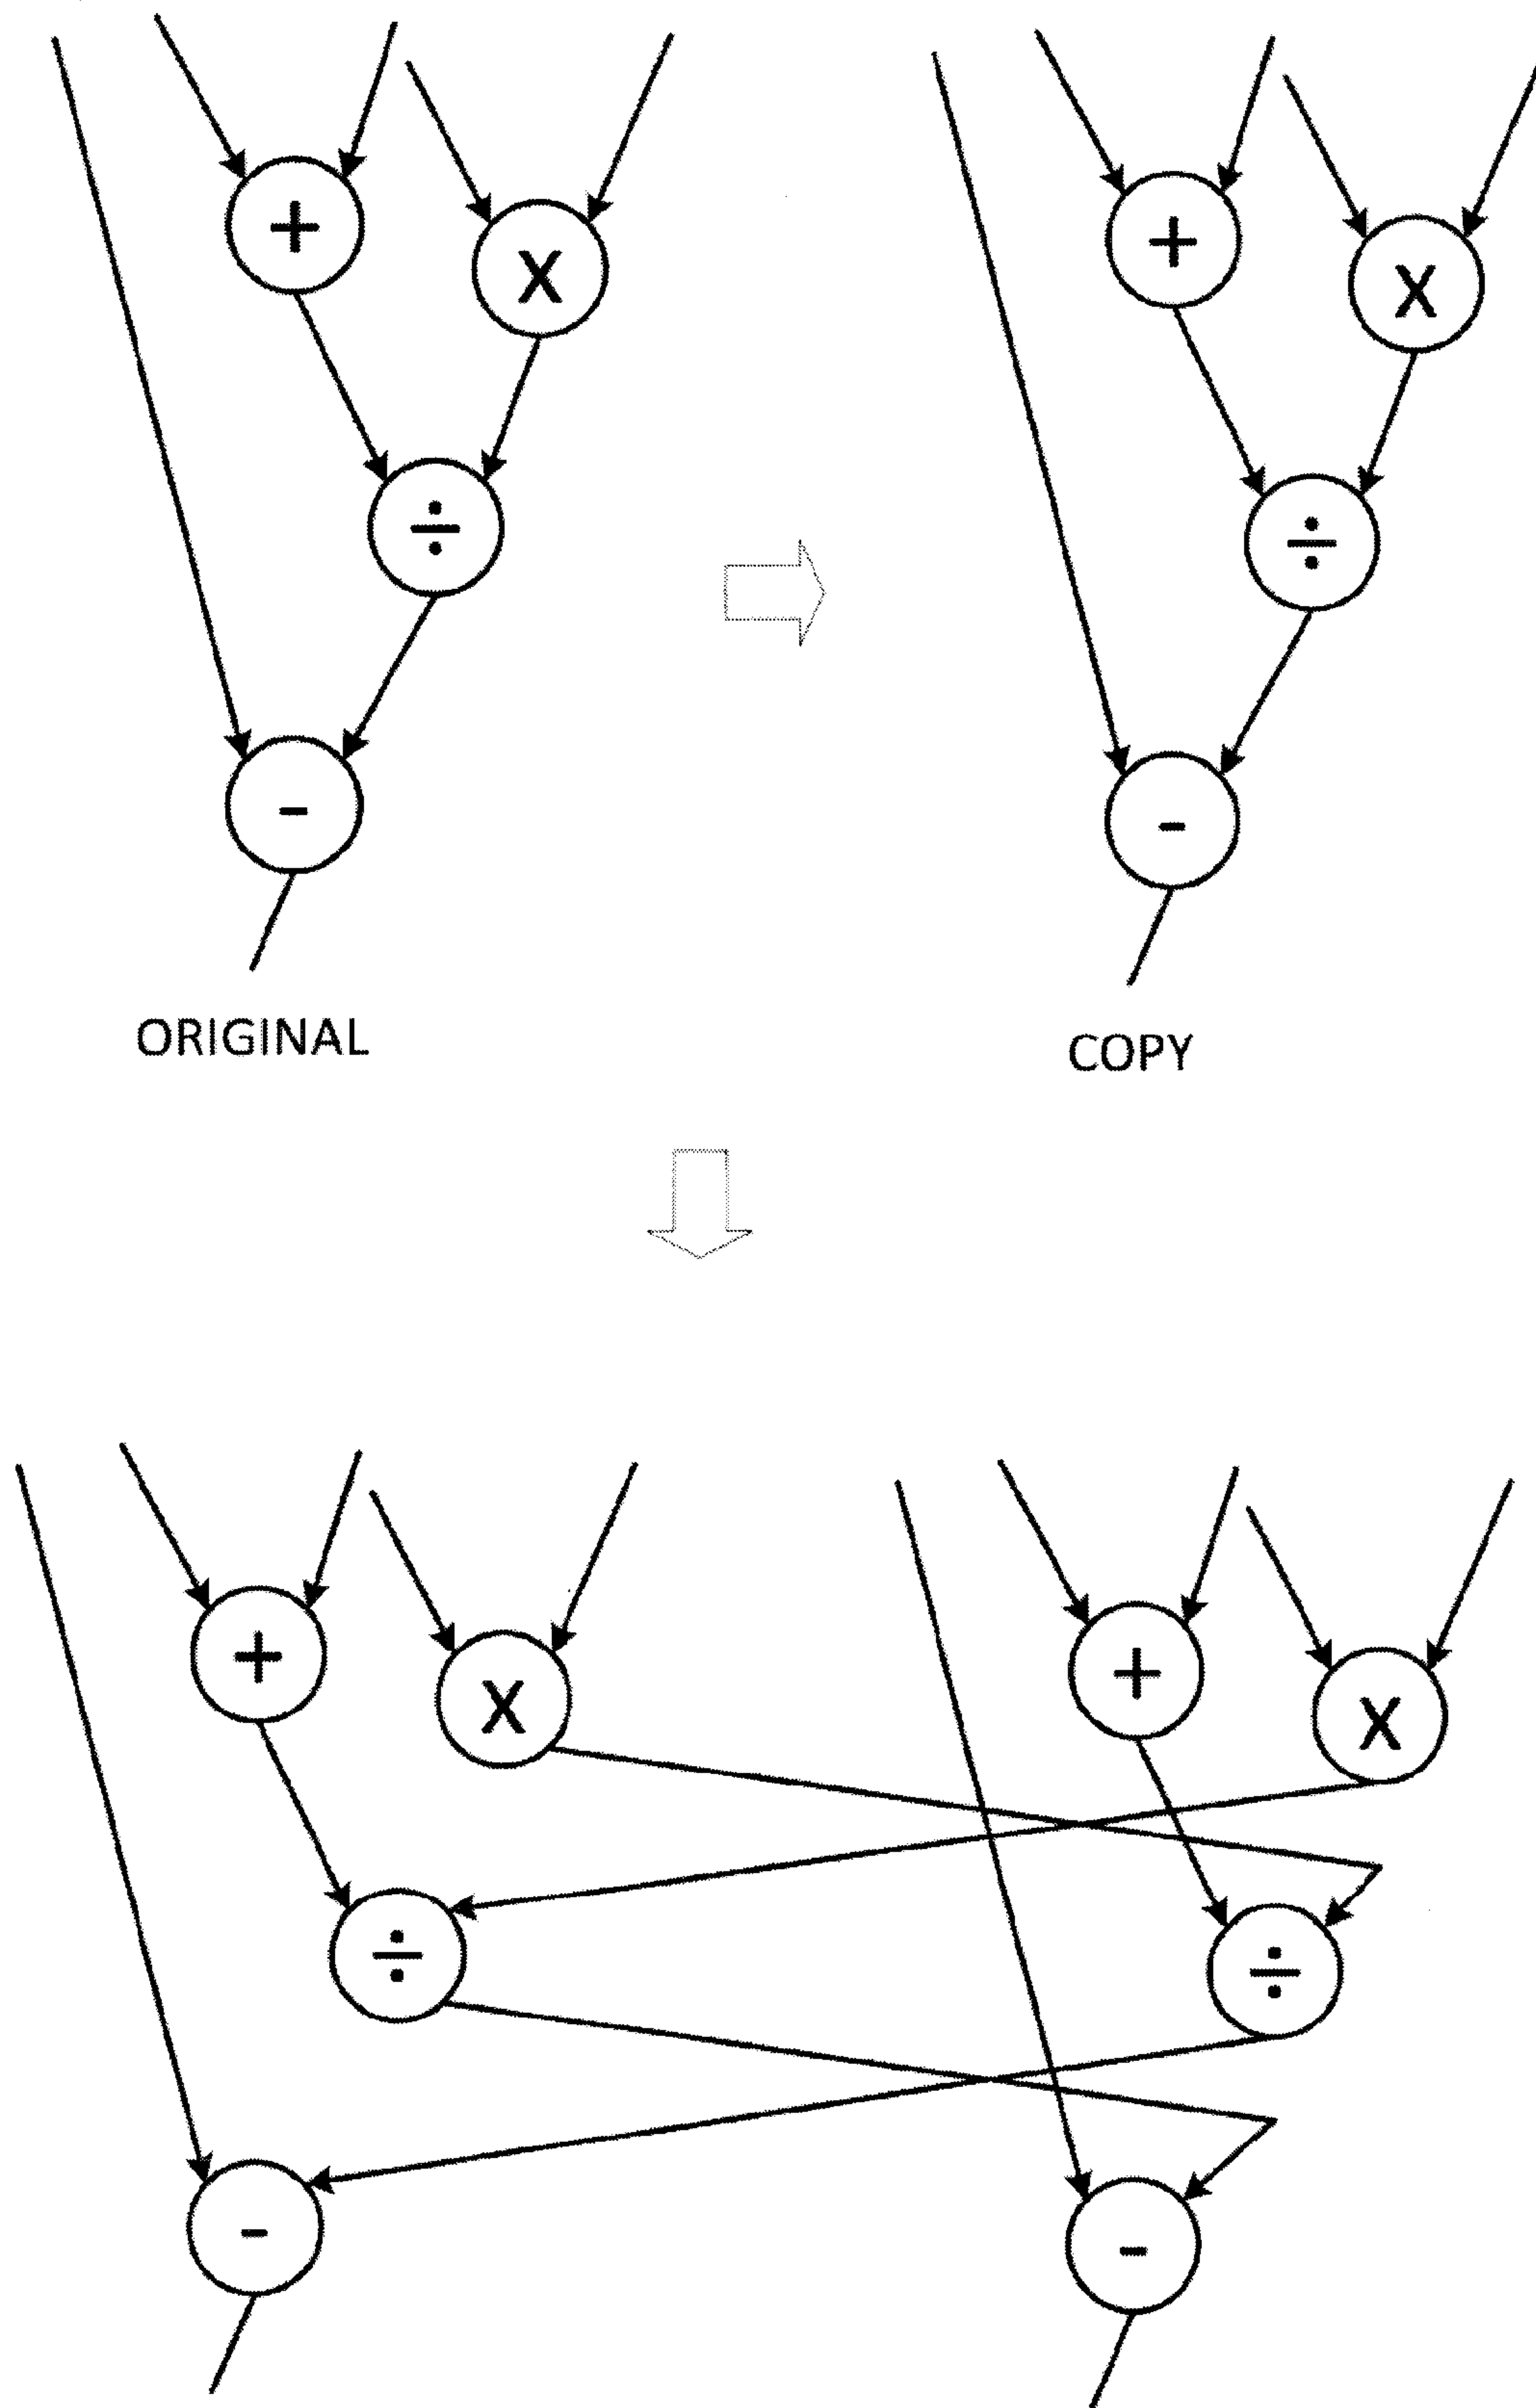 + +
X X
÷ ÷
- -
ORIGINAL
COPY
+ +
X X
÷ ÷
- -